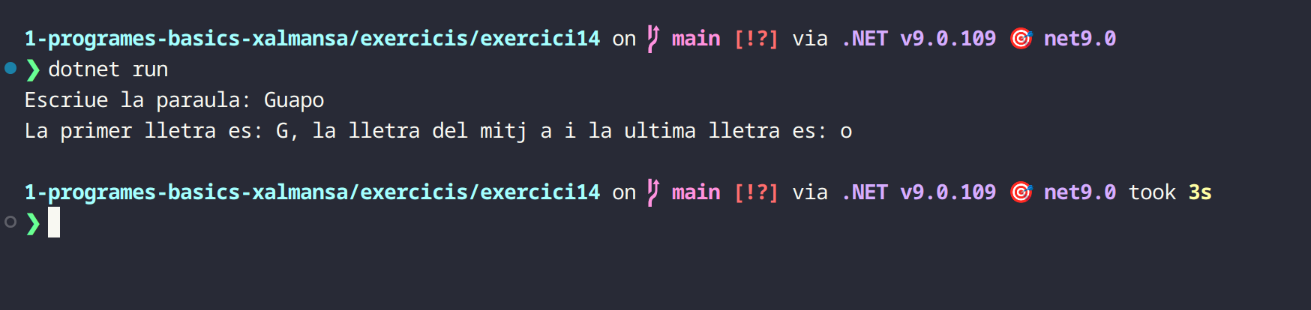 1-programes-basics-xalmansa/exercicis/exercici14 on main [!?] via .NET v9.0.109 🎯 net9.0
❯ dotnet run
Escriue la paraula: Guapo
La primer lletra es: G, la lletra del mitj a i la ultima lletra es: o
1-programes-basics-xalmansa/exercicis/exercici14 on main [!?] via .NET v9.0.109 🎯 net9.0 took 3s
❯